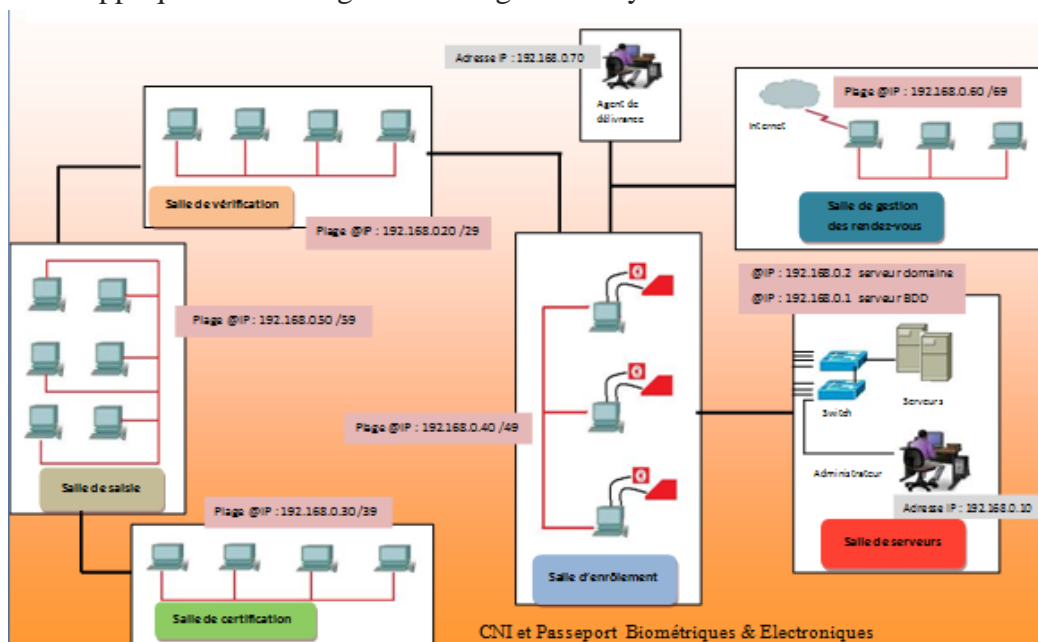 Adresse IP : 192.168.0.70
Agent de
délivrance
Plage @IP : 192.168.0.60 /69
Internet
Salle de gestion
des rendez-vous
Salle de vérification
Plage @IP : 192.168.0.20 /29
@IP : 192.168.0.2 serveur domaine
@IP : 192.168.0.1 serveur BDD
Plage @IP : 192.168.0.50 /59
Switch
Serveurs
Plage @IP : 192.168.0.40 /49
Administrateur
Salle de saisie
Adresse IP : 192.168.0.10
Plage @IP : 192.168.0.30 /39
Salle de serveurs
Salle d'enrôlement
Salle de certification
CNI et Passeport Biométriques & Electroniques